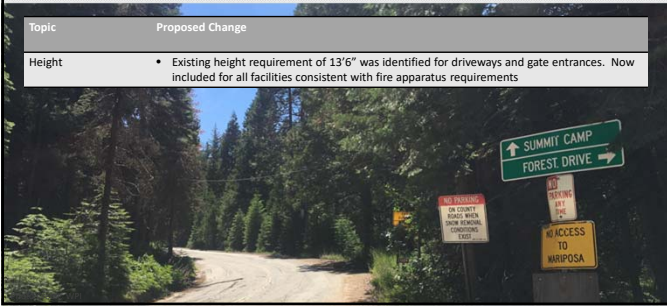 Topic Proposed Change
Height • Existing height requirement of 13’6” was identified for driveways and gate entrances. Now
included for all facilities consistent with fire apparatus requirements
SUMMIT CAMP
FOREST DRIVE
NO PARKING
ON COUNTY
ROADS WHEN
SNOW REMOVAL
CONDITIONS
EXIST
NO
PARKING
ANY
TIME
NO ACCESS
TO
MARIPOSA